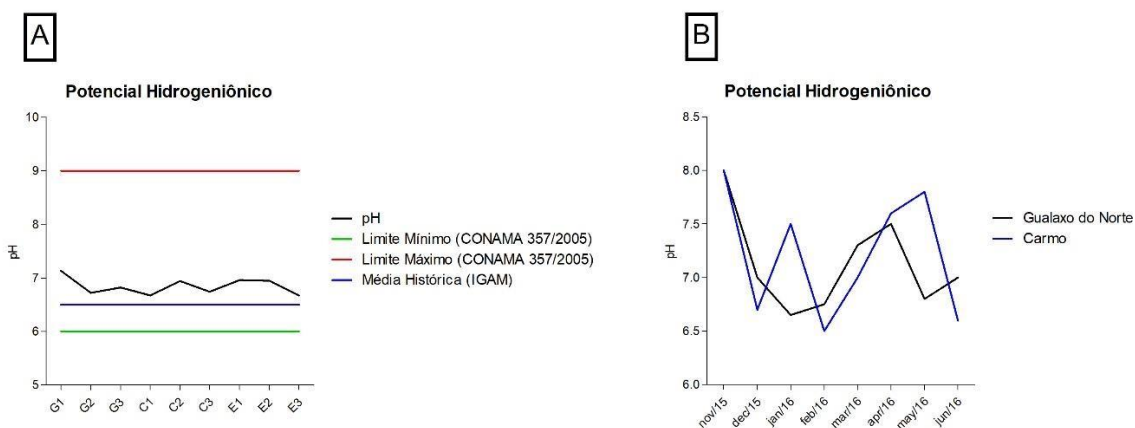 A
Potencial Hidrogeniônico
10
9
8
7
6
5
pH
G1
G2
G3
C1
C2
C3
E1
E2
E3
pH
Limite Mínimo (CONAMA 357/2005)
Limite Máximo (CONAMA 357/2005)
Média Histórica (IGAM)
B
Potencial Hidrogeniônico
8.5
8.0
7.5
7.0
6.5
6.0
pH
nov/15
dec/15
jan/16
feb/16
mar/16
apr/16
may/16
jun/16
Gualaxo do Norte
Carmo